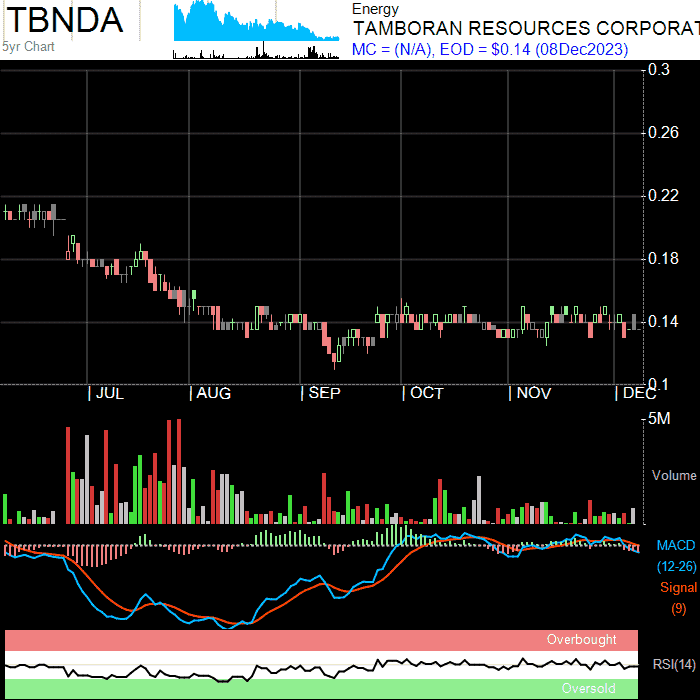 TBNDA
5yr Chart
Energy
TAMBORAN RESOURCES CORPORAT
MC = (N/A), EOD = $0.14 (08Dec2023)
0.3
0.26
0.22
0.18
0.14
0.1
JUL AUG SEP OCT NOV DEC
5M
Volume
MACD
(12-26)
Signal
(9)
Overbought
RSI(14)
Oversold